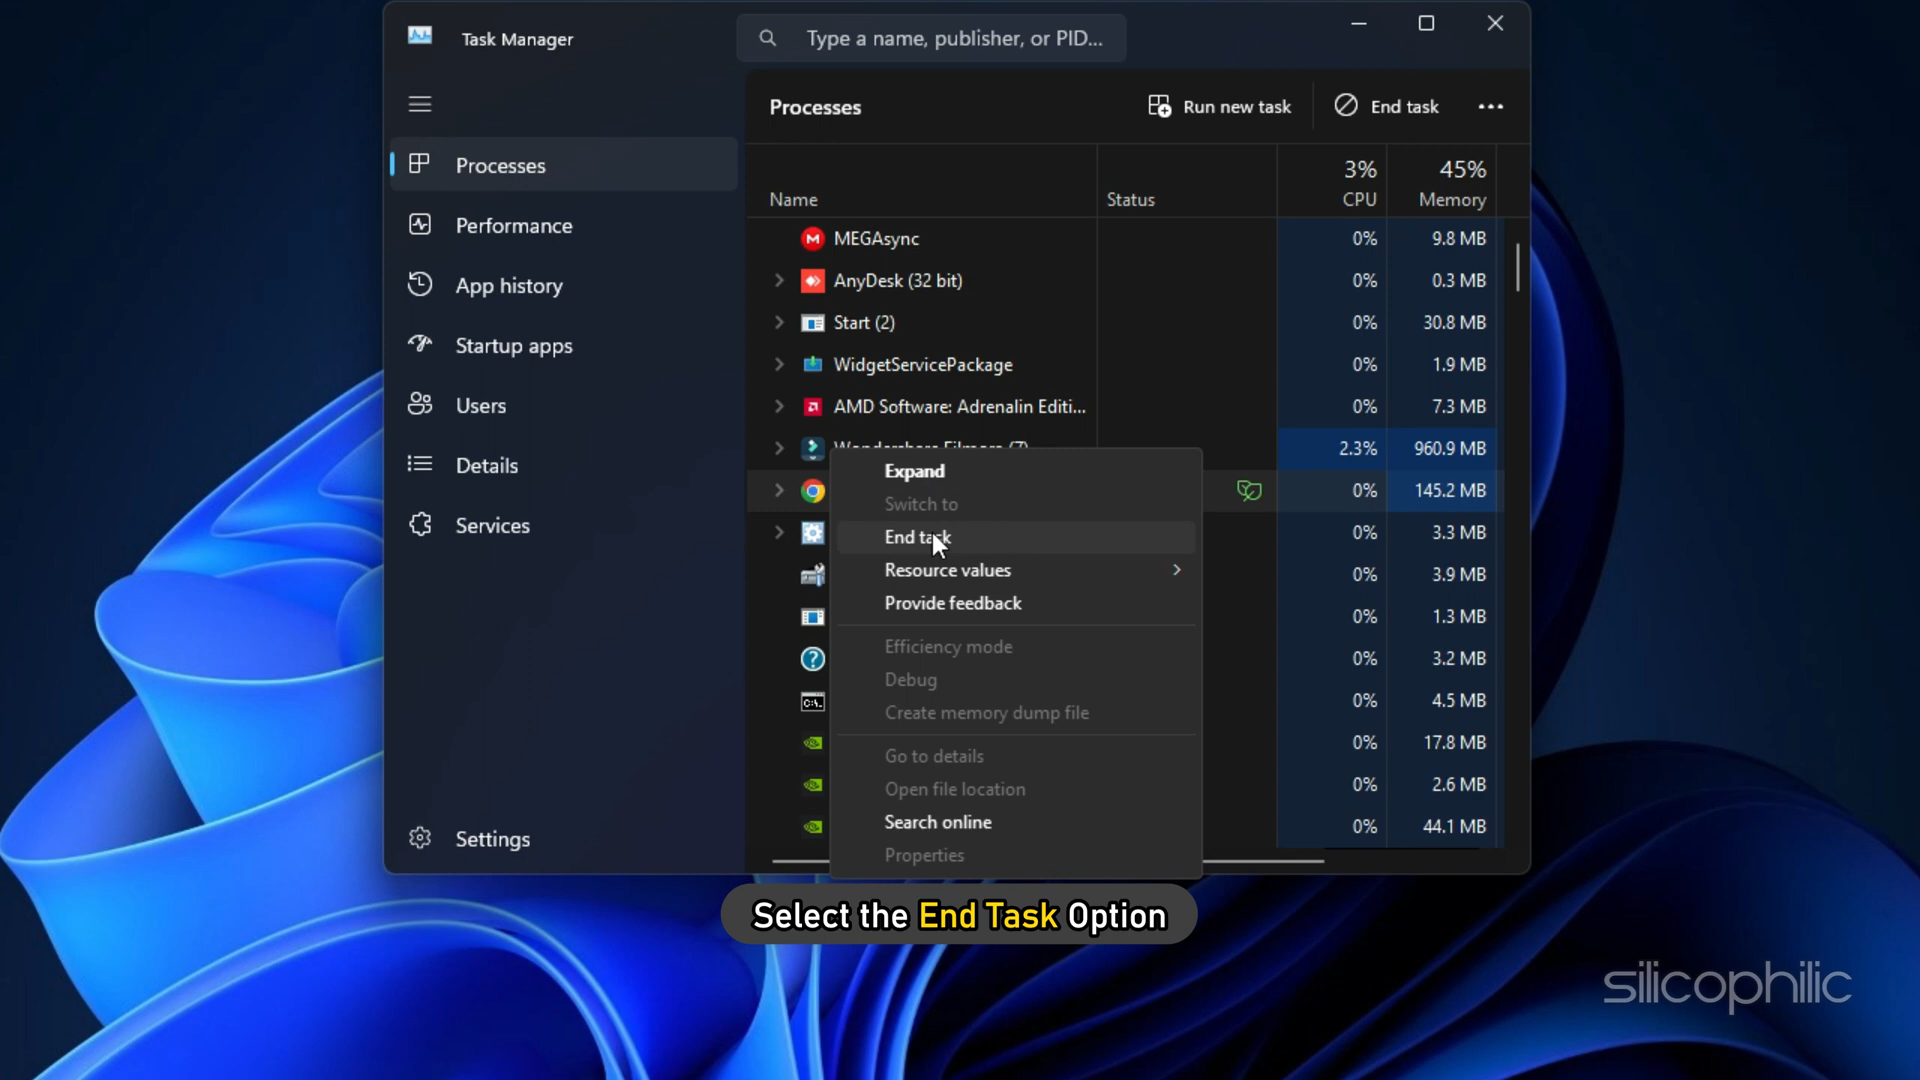 Task Manager
Type a name, publisher, or PID...
Processes
Run new task
End task
Processes
Performance
App history
Startup apps
Users
Details
Services
Settings
3%
45%
Name
Status
CPU
Memory
MEGAsync
0%
9.8 MB
AnyDesk (32 bit)
0%
0.3 MB
Start (2)
0%
30.8 MB
WidgetServicePackage
0%
1.9 MB
AMD Software: Adrenalin Editi...
0%
7.3 MB
Wondershare Filmora (7)
2.3%
960.9 MB
0%
145.2 MB
0%
3.3 MB
0%
3.9 MB
0%
1.3 MB
0%
3.2 MB
0%
4.5 MB
0%
17.8 MB
0%
2.6 MB
0%
44.1 MB
Expand
Switch to
End task
Resource values
Provide feedback
Efficiency mode
Debug
Create memory dump file
Go to details
Open file location
Search online
Properties
Select the End Task Option
silicophilic